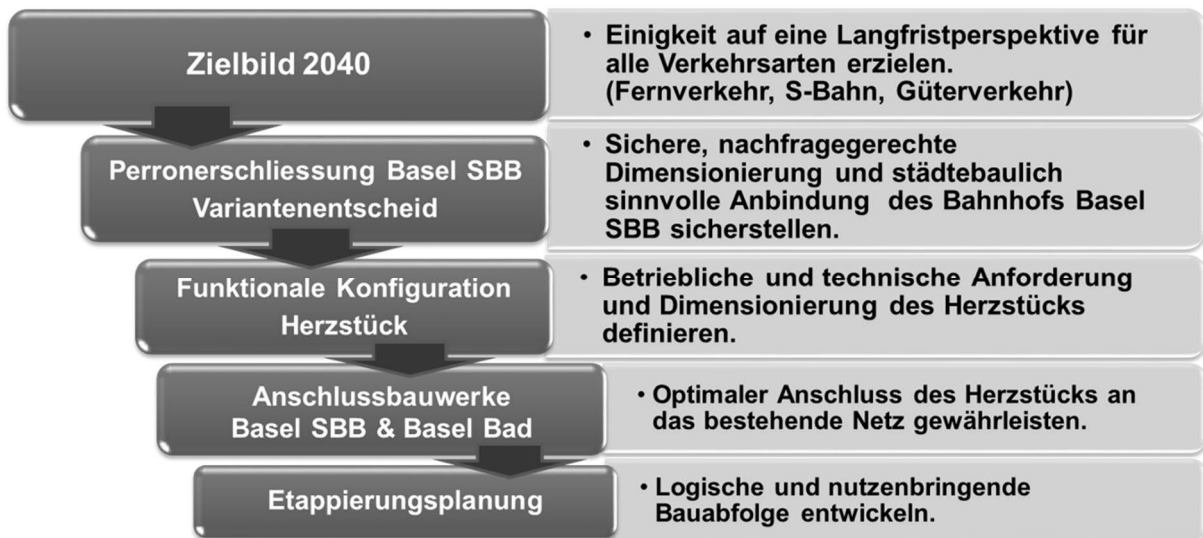 Zielbild 2040
• Einigkeit auf eine Langfristperspektive für
alle Verkehrsarten erzielen.
(Fernverkehr, S-Bahn, Güterverkehr)
Perronerschliessung Basel SBB
Variantenentscheid
• Sichere, nachfragegerechte
Dimensionierung und städtebaulich
sinnvolle Anbindung des Bahnhofs Basel
SBB sicherstellen.
Funktionale Konfiguration
Herzstück
• Betriebliche und technische Anforderung
und Dimensionierung des Herzstücks
definieren.
Anschlussbauwerke
Basel SBB & Basel Bad
• Optimaler Anschluss des Herzstücks an
das bestehende Netz gewährleisten.
Etappierungsplanung
• Logische und nutzenbringende
Bauabfolge entwickeln.